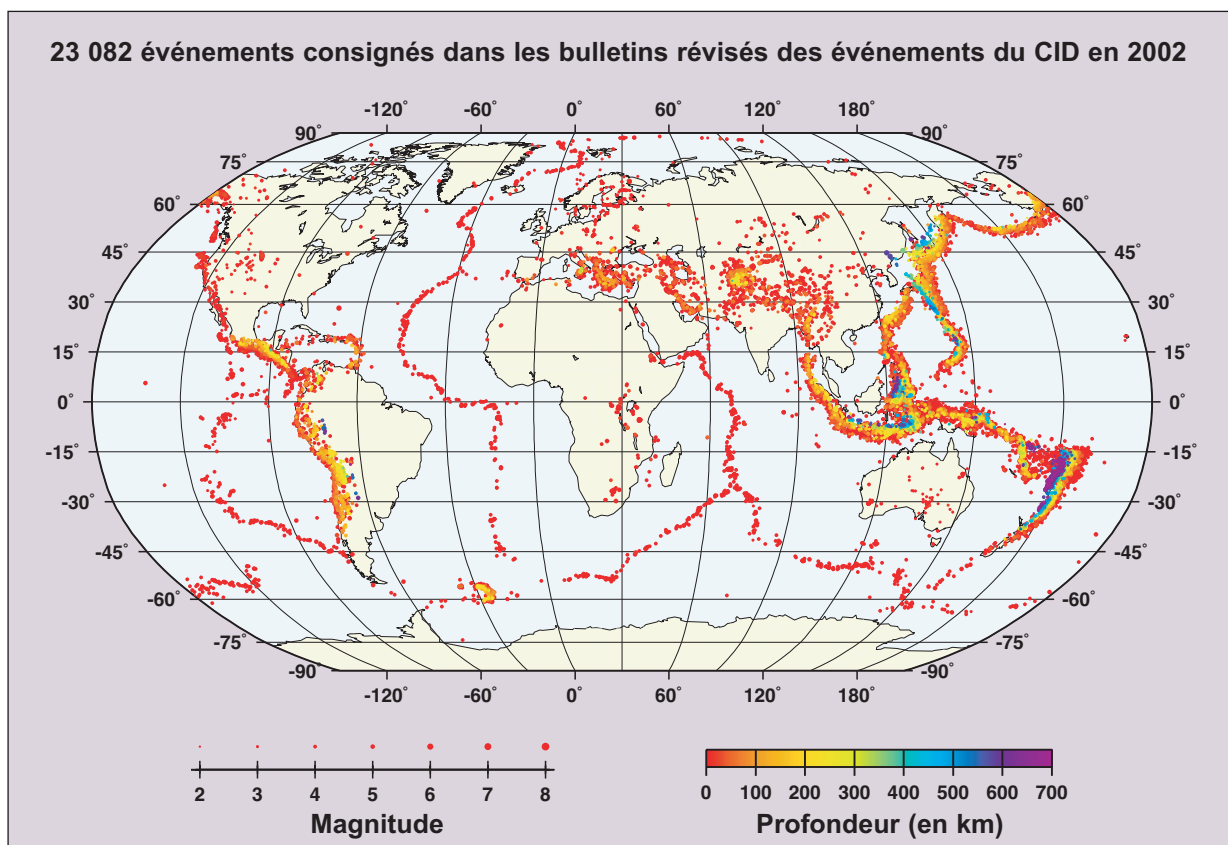 23 082 événements consignés dans les bulletins révisés des événements du CID en 2002
-120° -60° 0° 60° 120° 180°
90° 90°
75° 75°
60° 60°
45° 45°
30° 30°
15° 15°
0° 0°
-15° -15°
-30° -30°
-45° -45°
-60° -60°
-75° -75°
-90° -90°
-120° -60° 0° 60° 120° 180°
2 3 4 5 6 7 8
Magnitude
0 100 200 300 400 500 600 700
Profondeur (en km)